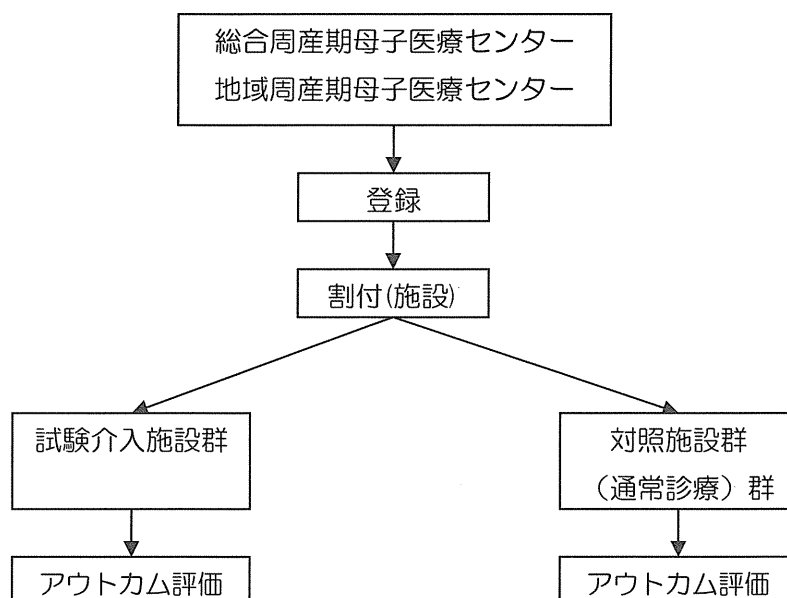 総合周産期母子医療センター
地域周産期母子医療センター
登録
割付(施設)
試験介入施設群
対照施設群
(通常診療)群
アウトカム評価
アウトカム評価